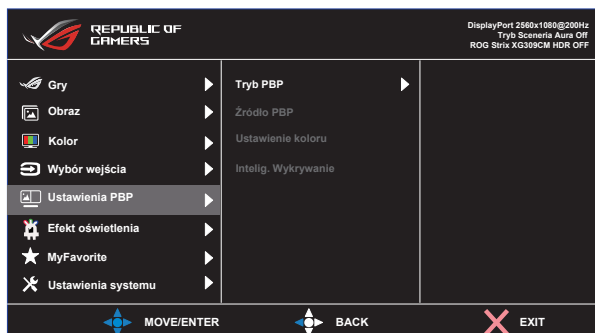 REPUBLIC OF
GAMERS
DisplayPort 2560x1080@200Hz
Tryb Sceneria Aura Off
ROG Strix XG309CM HDR OFF
Gry
Obraz
Kolor
Wybór wejścia
Ustawienia PBP
Efekt oświetlenia
MyFavorite
Ustawienia systemu
Tryb PBP
Źródło PBP
Ustawienie koloru
Intelig. Wykrywanie
MOVE/ENTER
BACK
EXIT